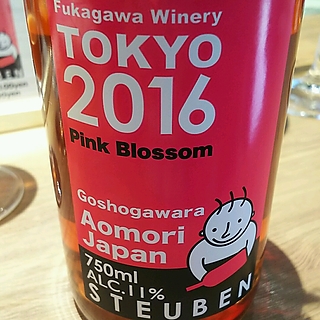 Fukagawa Winery
TOKYO
2016
Pink Blossom
Goshogawara
Aomori
Japan
750ml
ALC.11%
STEUBEN